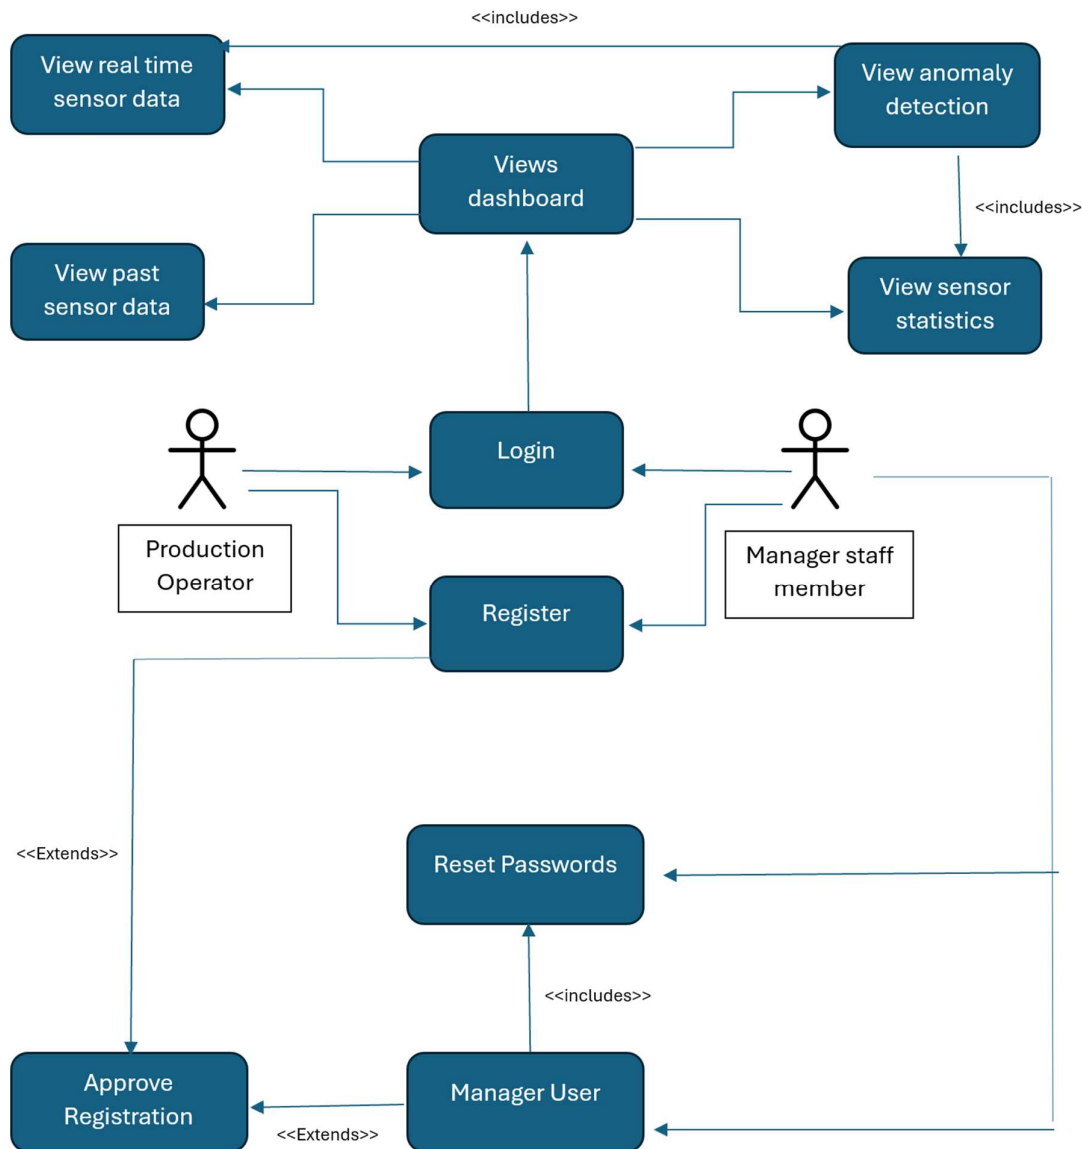 <<includes>>
View real time
sensor data
View anomaly
detection
Views
dashboard
<<includes>>
View past
sensor data
View sensor
statistics
Login
Production
Operator
Manager staff
member
Register
<<Extends>>
Reset Passwords
<<includes>>
Approve
Registration
Manager User
<<Extends>>